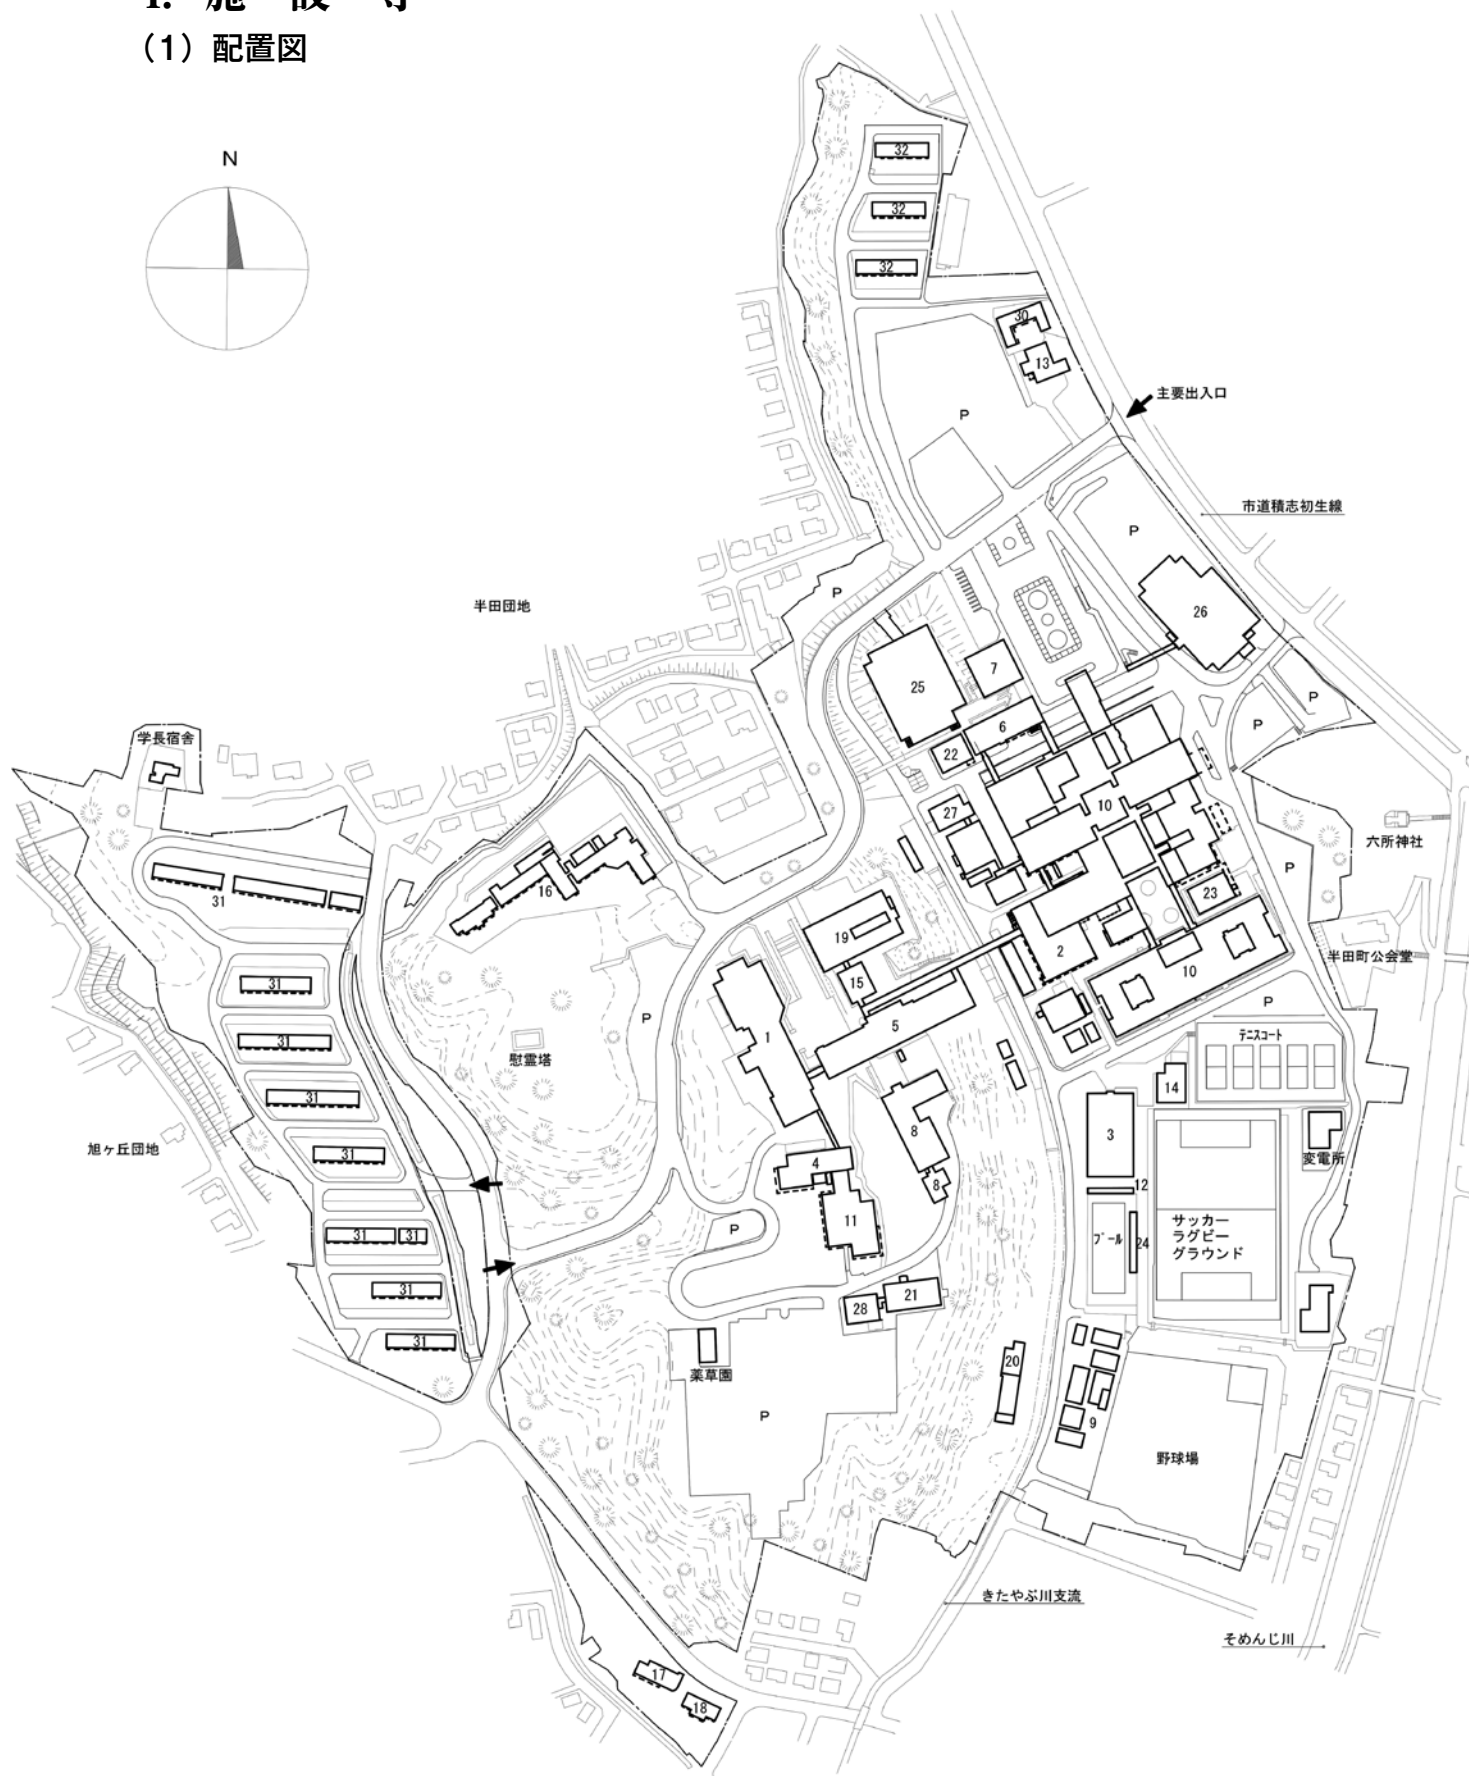 （1）配置図
N
32
32
32
30
13
主要出入口
P
市道積志初生線
P
26
半田団地
P
7
25
P
6
P
22
学長宿舎
27
10
六所神社
P
31
16
23
19
2
半田町公会堂
10
15
31
P
P
5
1
テニスコート
31
慰霊塔
14
31
3
8
旭ヶ丘団地
31
変電所
4
8
12
11
サッカー
ラグビー
グラウンド
P
31
31
プール
24
31
28
21
31
20
薬草園
P
9
野球場
きたやぶ川支流
そめんじ川
17
18